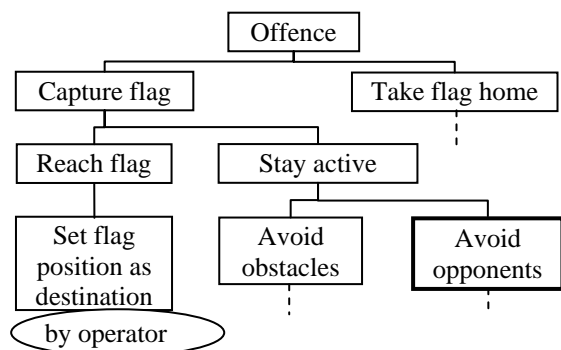 Offence
Capture flag
Take flag home
Reach flag
Stay active
Set flag
position as
destination
by operator
Avoid
obstacles
Avoid
opponents